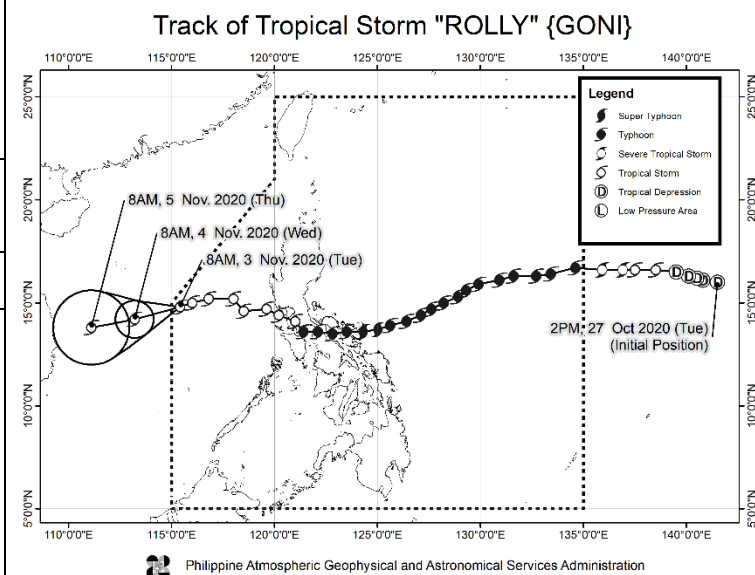 Track of Tropical Storm "ROLLY" {GONI}
110°0'0"N 115°0'0"N 120°0'0"N 125°0'0"N 130°0'0"N 135°0'0"N 140°0'0"N
25°0'0"N
20°0'0"N
15°0'0"N
10°0'0"N
5°0'0"N
Legend
Super Typhoon
Typhoon
Severe Tropical Storm
Tropical Storm
D Tropical Depression
L Low Pressure Area
8AM, 5 Nov. 2020 (Thu)
8AM, 4 Nov. 2020 (Wed)
8AM, 3 Nov. 2020 (Tue)
2PM, 27 Oct 2020 (Tue)
(Initial Position)
D D D L
25°0'0"N
20°0'0"N
15°0'0"N
10°0'0"N
5°0'0"N
110°0'0"N 115°0'0"N 120°0'0"N 125°0'0"N 130°0'0"N 135°0'0"N 140°0'0"N
Philippine Atmospheric Geophysical and Astronomical Services Administration